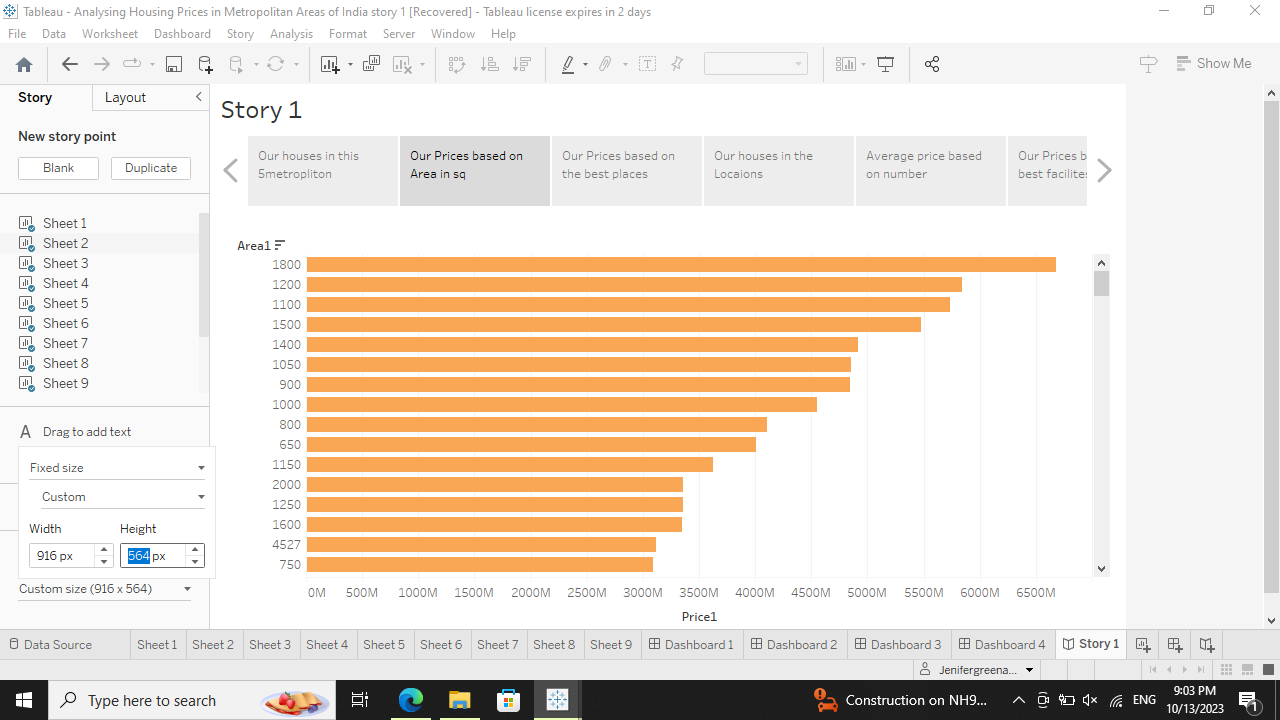 Tableau - Analysing Housing Prices in Metropolitan Areas of India story 1 [Recovered] - Tableau license expires in 2 days
File Data Worksheet Dashboard Story Analysis Format Server Window Help
Show Me
Story Layout
New story point
Blank Duplicate
Sheet 1
Sheet 2
Sheet 3
Sheet 4
Sheet 5
Sheet 6
Sheet 7
Sheet 8
Sheet 9
A Drag to add text
Fixed size
Custom
Width Height
916 px 564 px
Custom size (916 x 564)
Story 1
Our houses in this
5metropliton
Our Prices based on
Area in sq
Our Prices based on
the best places
Our houses in the
Locaions
Average price based
on number
Our Prices b
best facilites
Area1
1800
1200
1100
1500
1400
1050
900
1000
800
650
1150
2000
1250
1600
4527
750
0M 500M 1000M 1500M 2000M 2500M 3000M 3500M 4000M 4500M 5000M 5500M 6000M 6500M
Price1
Data Source Sheet 1 Sheet 2 Sheet 3 Sheet 4 Sheet 5 Sheet 6 Sheet 7 Sheet 8 Sheet 9 Dashboard 1 Dashboard 2 Dashboard 3 Dashboard 4 Story 1
Jenifergreena...
Type here to search
Construction on NH9...
ENG
9:03 PM
10/13/2023
1